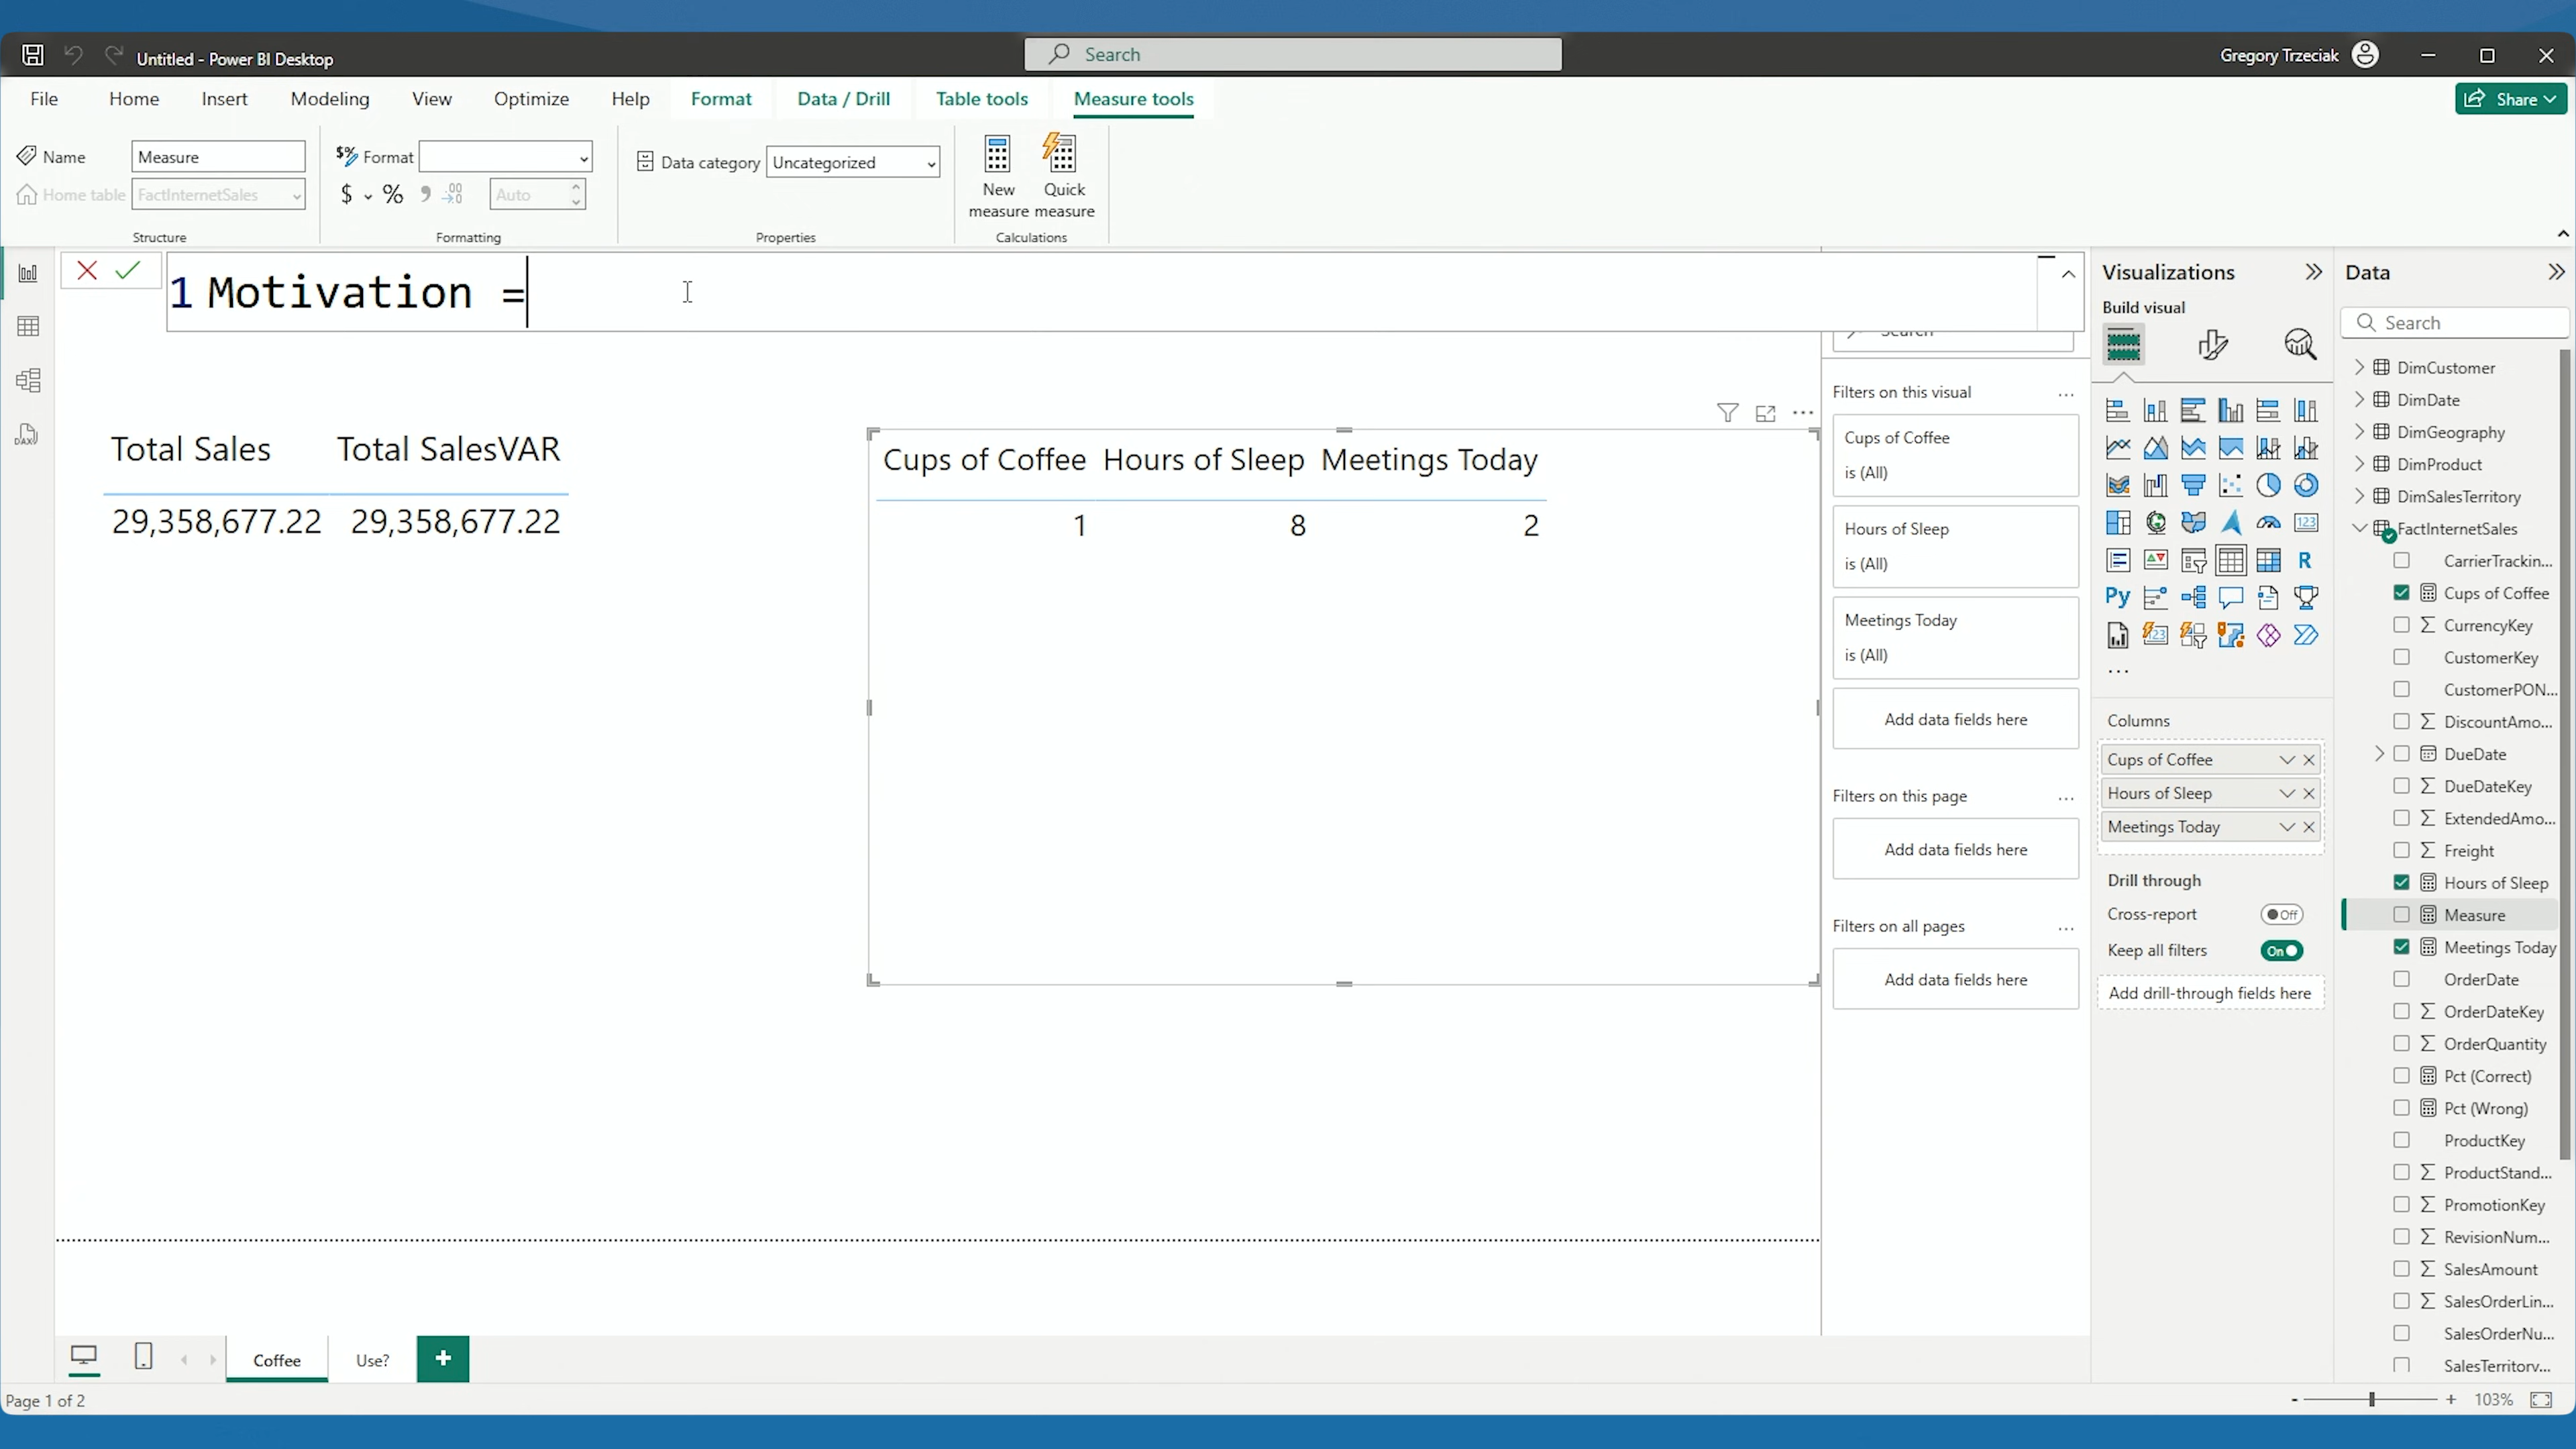 Untitled - Power BI Desktop
Search
Gregory Trzeciak
File Home Insert Modeling View Optimize Help Format Data / Drill Table tools Measure tools
Share
Name Measure
Home table FactInternetSales
Structure
Format
$ % Auto
Formatting
Data category Uncategorized
Properties
New measure
Quick measure
Calculations
1 Motivation =
Total Sales Total SalesVAR
29,358,677.22 29,358,677.22
Cups of Coffee Hours of Sleep Meetings Today
1 8 2
Search
Filters on this visual
Cups of Coffee
is (All)
Hours of Sleep
is (All)
Meetings Today
is (All)
Add data fields here
Filters on this page
Add data fields here
Filters on all pages
Add data fields here
Visualizations
Build visual
123
R
Py
123
Columns
Cups of Coffee
Hours of Sleep
Meetings Today
Drill through
Cross-report Off
Keep all filters On
Add drill-through fields here
Data
Search
DimCustomer
DimDate
DimGeography
DimProduct
DimSalesTerritory
FactInternetSales
CarrierTrackin...
Cups of Coffee
CurrencyKey
CustomerKey
CustomerPON...
DiscountAmo...
DueDate
DueDateKey
ExtendedAmo...
Freight
Hours of Sleep
Measure
Meetings Today
OrderDate
OrderDateKey
OrderQuantity
Pct (Correct)
Pct (Wrong)
ProductKey
ProductStand...
PromotionKey
RevisionNum...
SalesAmount
SalesOrderLin...
SalesOrderNu...
SalesTerritory...
DAX
Coffee Use? +
Page 1 of 2
- + 103%